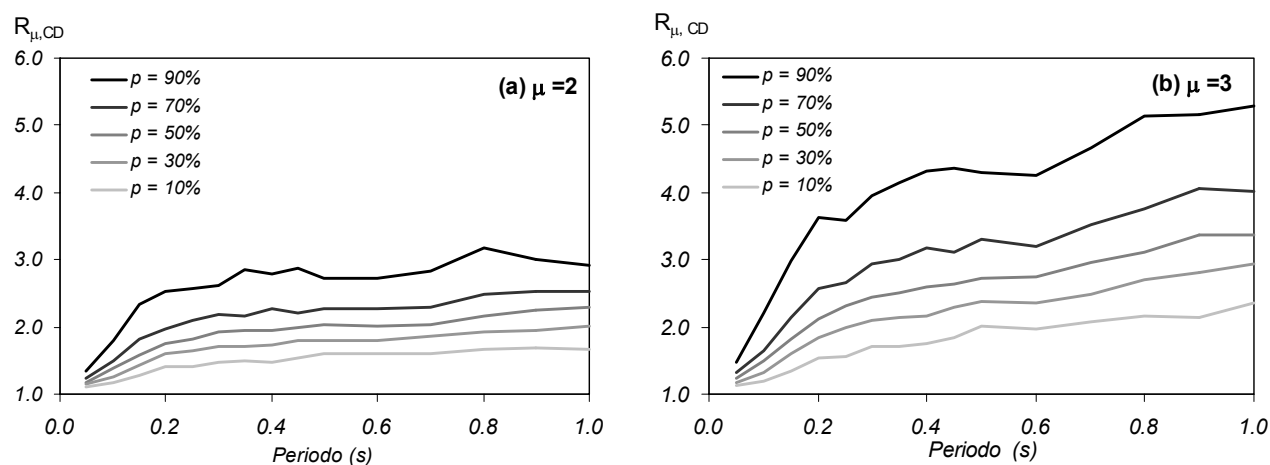 R_μ,CD
6.0
5.0
4.0
3.0
2.0
1.0
p = 90%
p = 70%
p = 50%
p = 30%
p = 10%
(a) μ =2
0.0 0.2 0.4 0.6 0.8 1.0
Periodo (s)
R_μ, CD
6.0
5.0
4.0
3.0
2.0
1.0
p = 90%
p = 70%
p = 50%
p = 30%
p = 10%
(b) μ =3
0.0 0.2 0.4 0.6 0.8 1.0
Periodo (s)